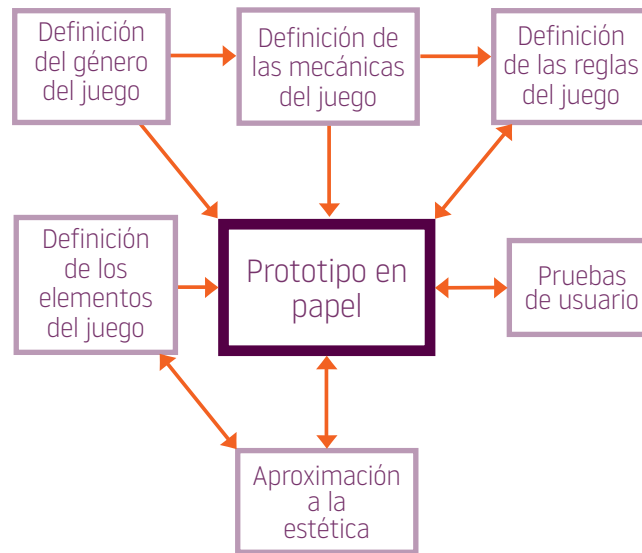 Definición
del género
del juego
Definición de
las mecánicas
del juego
Definición
de las reglas
del juego
Definición
de los
elementos
del juego
Prototipo en
papel
Pruebas
de usuario
Aproximación
a la
estética